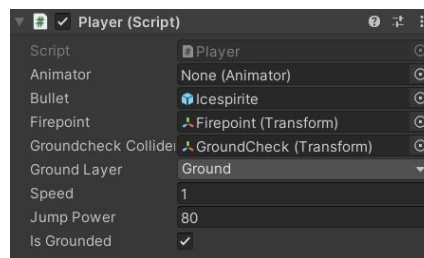 Player (Script)
Script Player
Animator None (Animator)
Bullet Icespirite
Firepoint Firepoint (Transform)
Groundcheck Collider GroundCheck (Transform)
Ground Layer Ground
Speed 1
Jump Power 80
Is Grounded